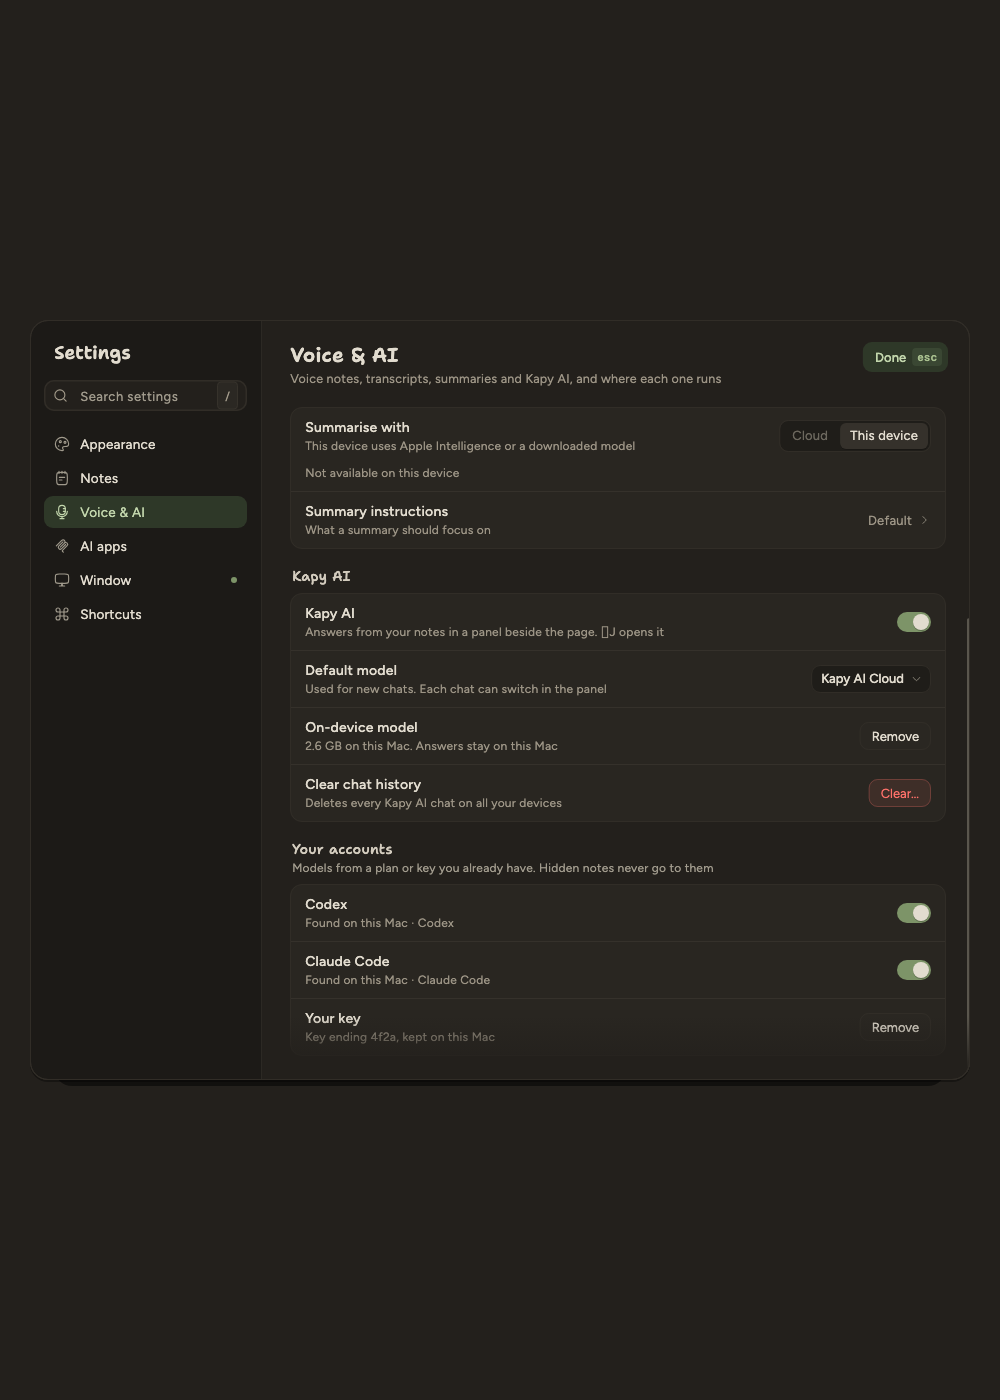 Settings
Search settings /
Appearance
Notes
Voice & AI
AI apps
Window
Shortcuts
Voice & AI
Voice notes, transcripts, summaries and Kapy AI, and where each one runs
Done esc
Summarise with
This device uses Apple Intelligence or a downloaded model
Cloud This device
Not available on this device
Summary instructions
What a summary should focus on
Default
Kapy AI
Kapy AI
Answers from your notes in a panel beside the page. ▯J opens it
Default model
Used for new chats. Each chat can switch in the panel
Kapy AI Cloud
On-device model
2.6 GB on this Mac. Answers stay on this Mac
Remove
Clear chat history
Deletes every Kapy AI chat on all your devices
Clear…
Your accounts
Models from a plan or key you already have. Hidden notes never go to them
Codex
Found on this Mac · Codex
Claude Code
Found on this Mac · Claude Code
Your key
Key ending 4f2a, kept on this Mac
Remove